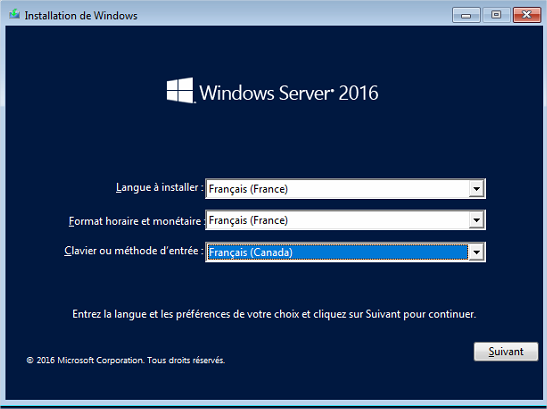 Installation de Windows
Windows Server 2016
Langue à installer : Français (France)
Format horaire et monétaire : Français (France)
Clavier ou méthode d'entrée : Français (Canada)
Entrez la langue et les préférences de votre choix et cliquez sur Suivant pour continuer.
Suivant
© 2016 Microsoft Corporation. Tous droits réservés.